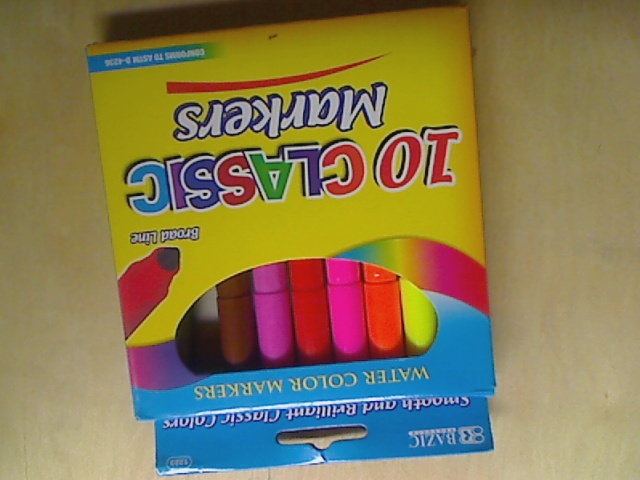 BAZIC
Smooth and Brilliant Classic Colors
WATER COLOR MARKERS
Broad Line
10 CLASSIC
Markers
CONFORMS TO ASTM D-4236